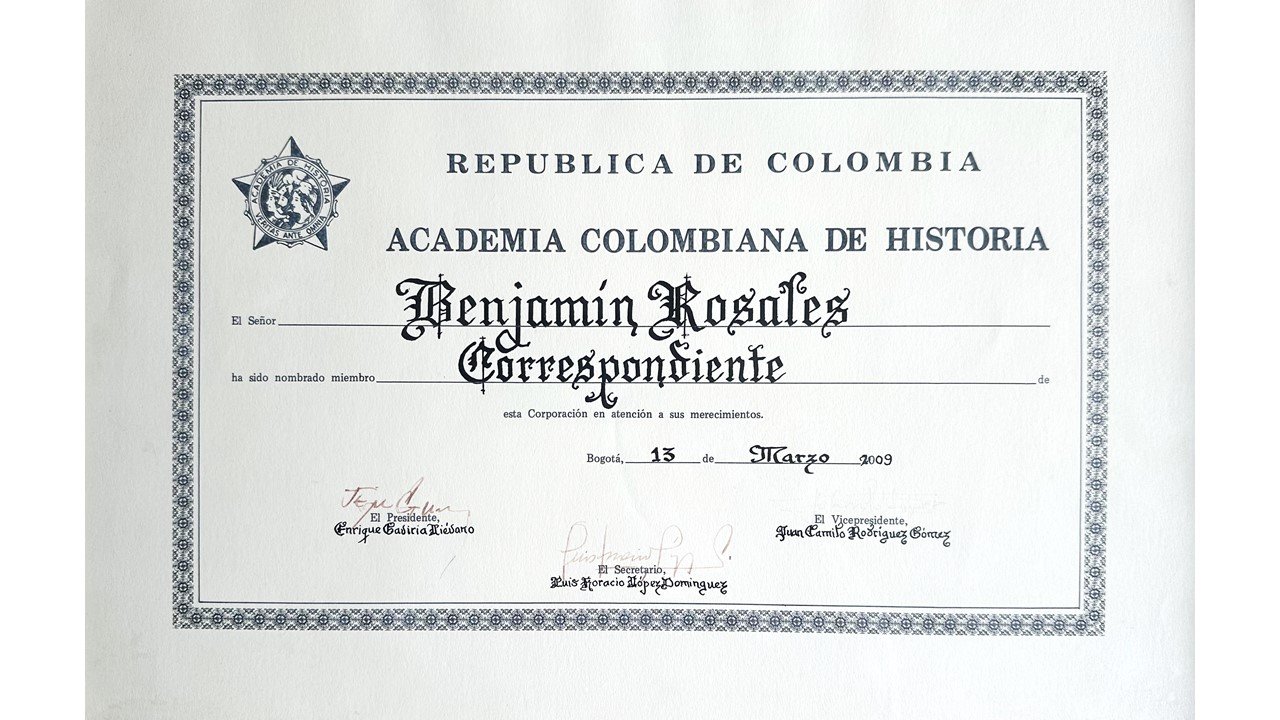 REPUBLICA DE COLOMBIA
ACADEMIA DE HISTORIA
VERITAS ANTE OMNIA
ACADEMIA COLOMBIANA DE HISTORIA
El Señor Benjamín Rosales
ha sido nombrado miembro Correspondiente de
esta Corporación en atención a sus merecimientos.
Bogotá, 13 de Marzo 2009
El Presidente,
Enrique Gaviria Liévano
El Vicepresidente,
Juan Camilo Rodríguez Gómez
El Secretario,
Luis Horacio López Domínguez